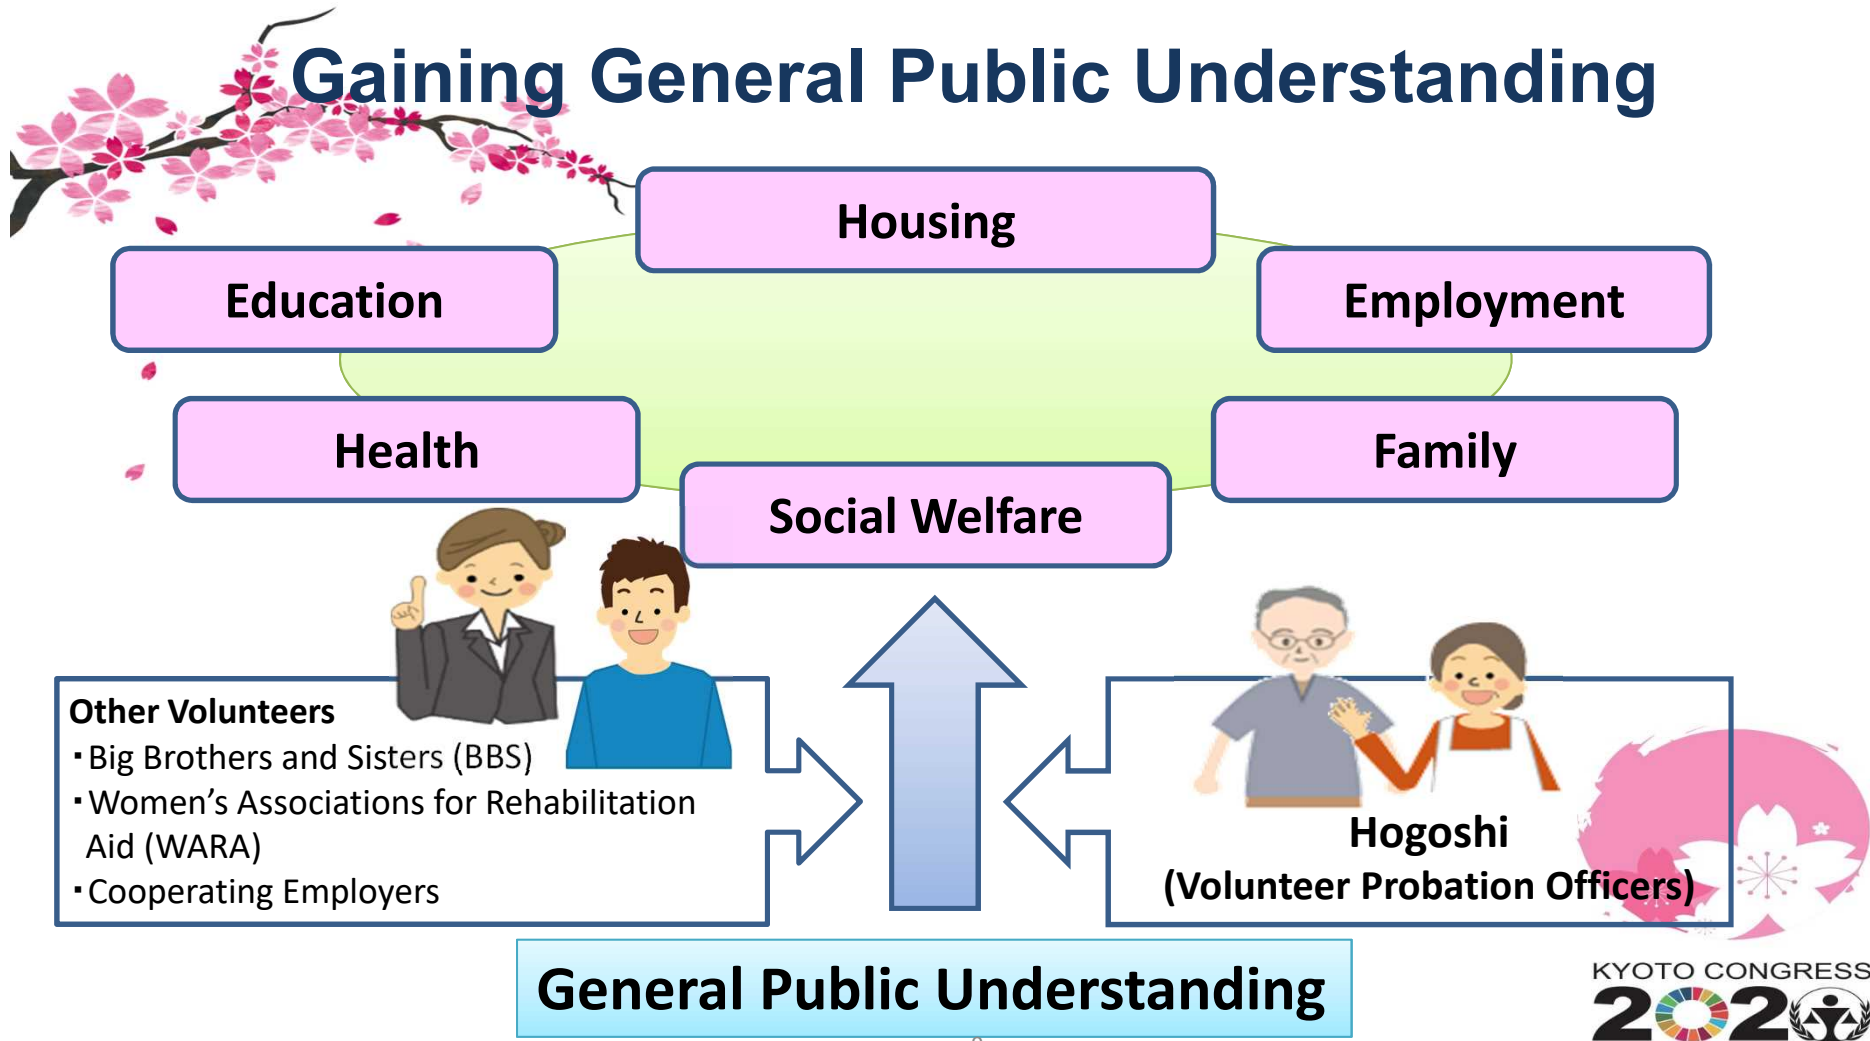 Gaining General Public Understanding
Housing
Education
Employment
Health
Family
Social Welfare
Other Volunteers
・Big Brothers and Sisters (BBS)
・Women’s Associations for Rehabilitation
Aid (WARA)
・Cooperating Employers
Hogoshi
(Volunteer Probation Officers)
General Public Understanding
KYOTO CONGRESS
2020